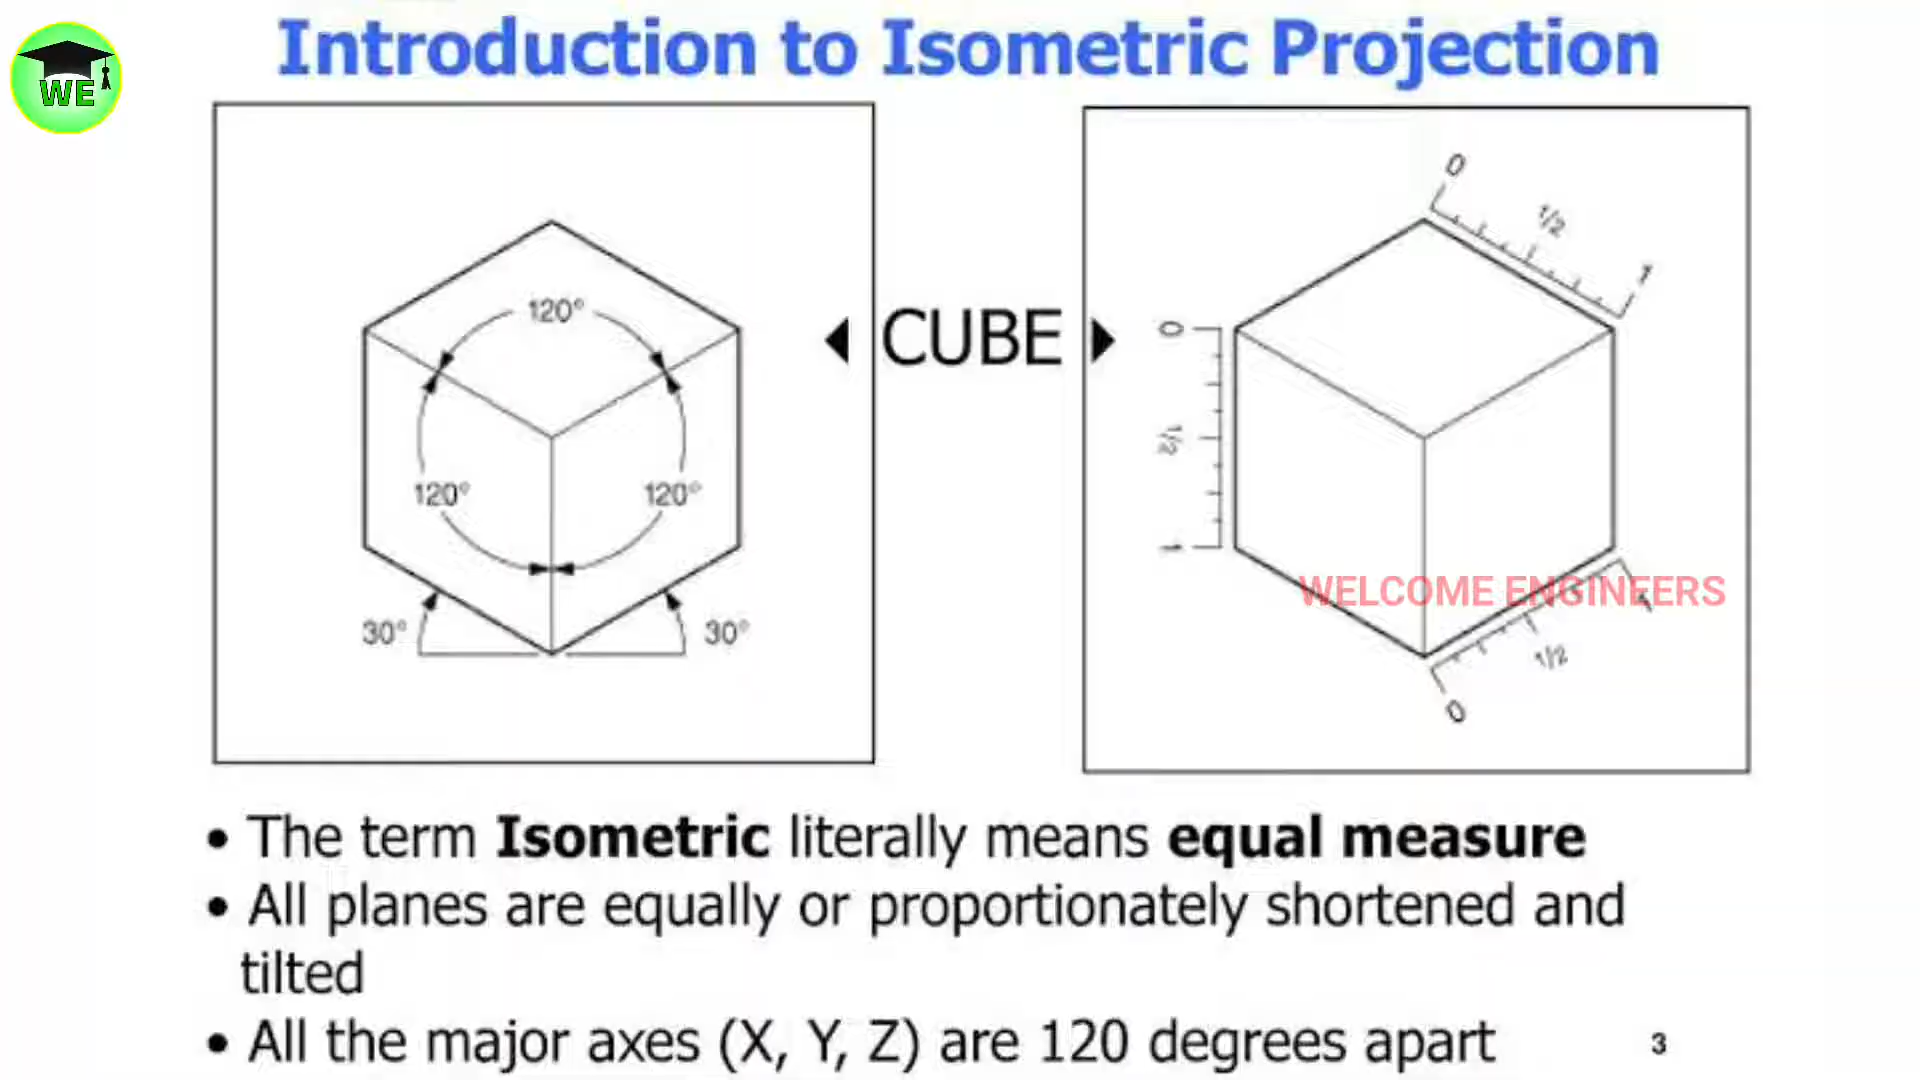 Introduction to Isometric Projection
WE
120°
120°
120°
30°
30°
CUBE
0
1/2
1
0
1/2
1
WELCOME ENGINEERS
1
1/2
0
• The term Isometric literally means equal measure
• All planes are equally or proportionately shortened and
tilted
• All the major axes (X, Y, Z) are 120 degrees apart
3